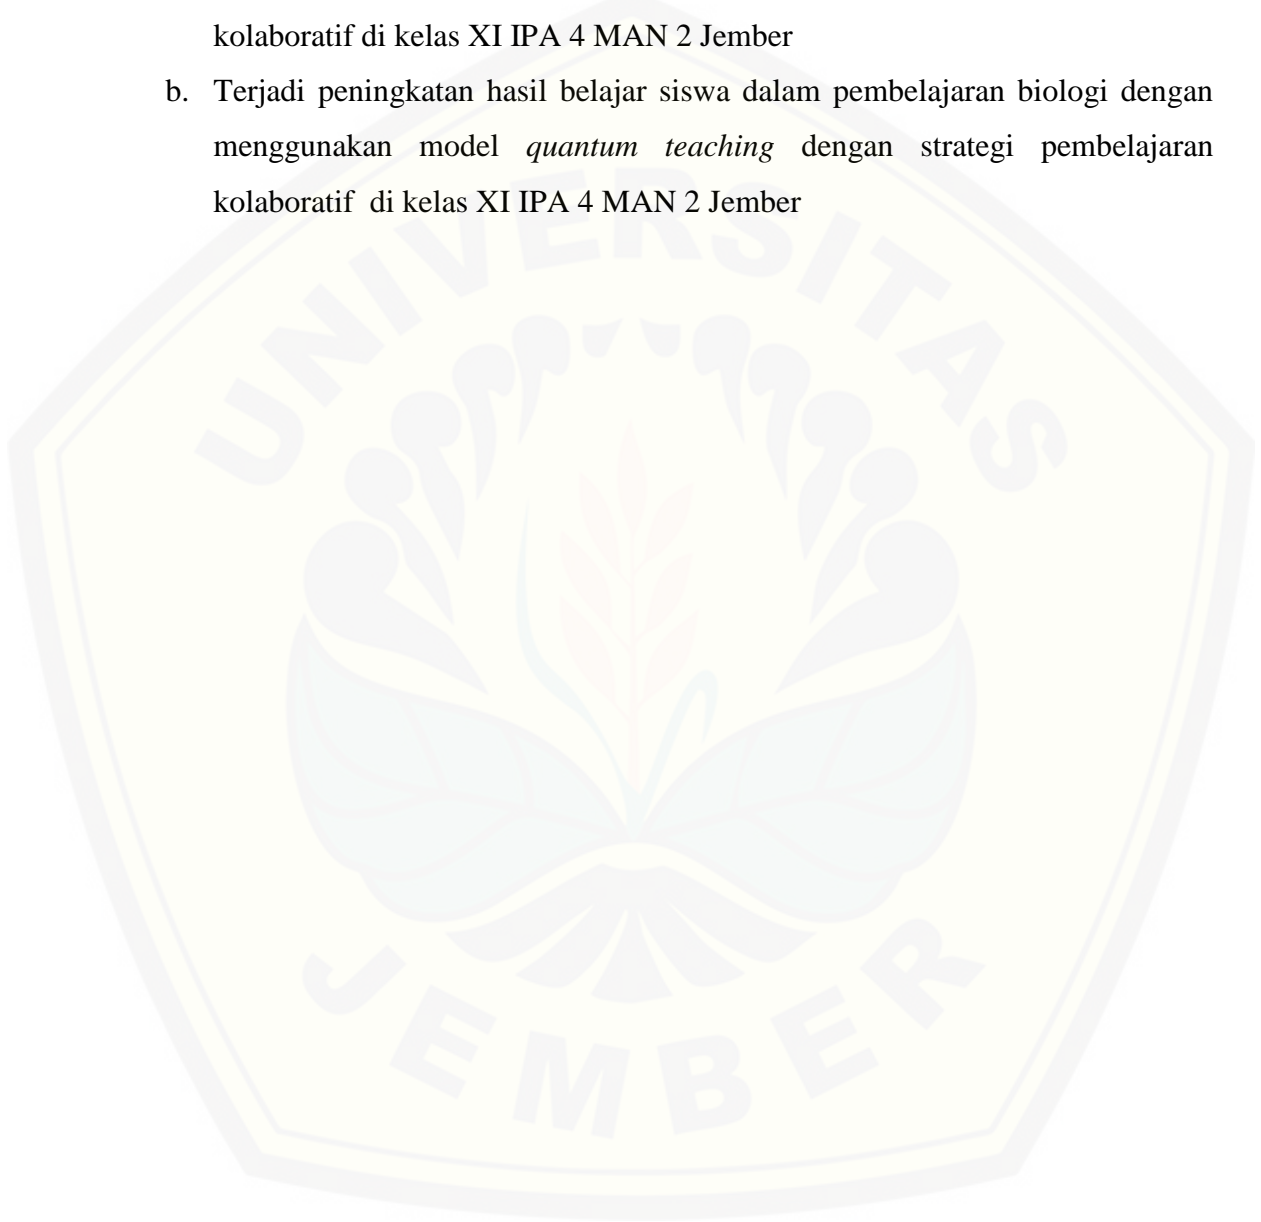 kolaboratif di kelas XI IPA 4 MAN 2 Jember
b. Terjadi peningkatan hasil belajar siswa dalam pembelajaran biologi dengan
menggunakan model quantum teaching dengan strategi pembelajaran
kolaboratif di kelas XI IPA 4 MAN 2 Jember
UNIVERSITAS
JEMBER